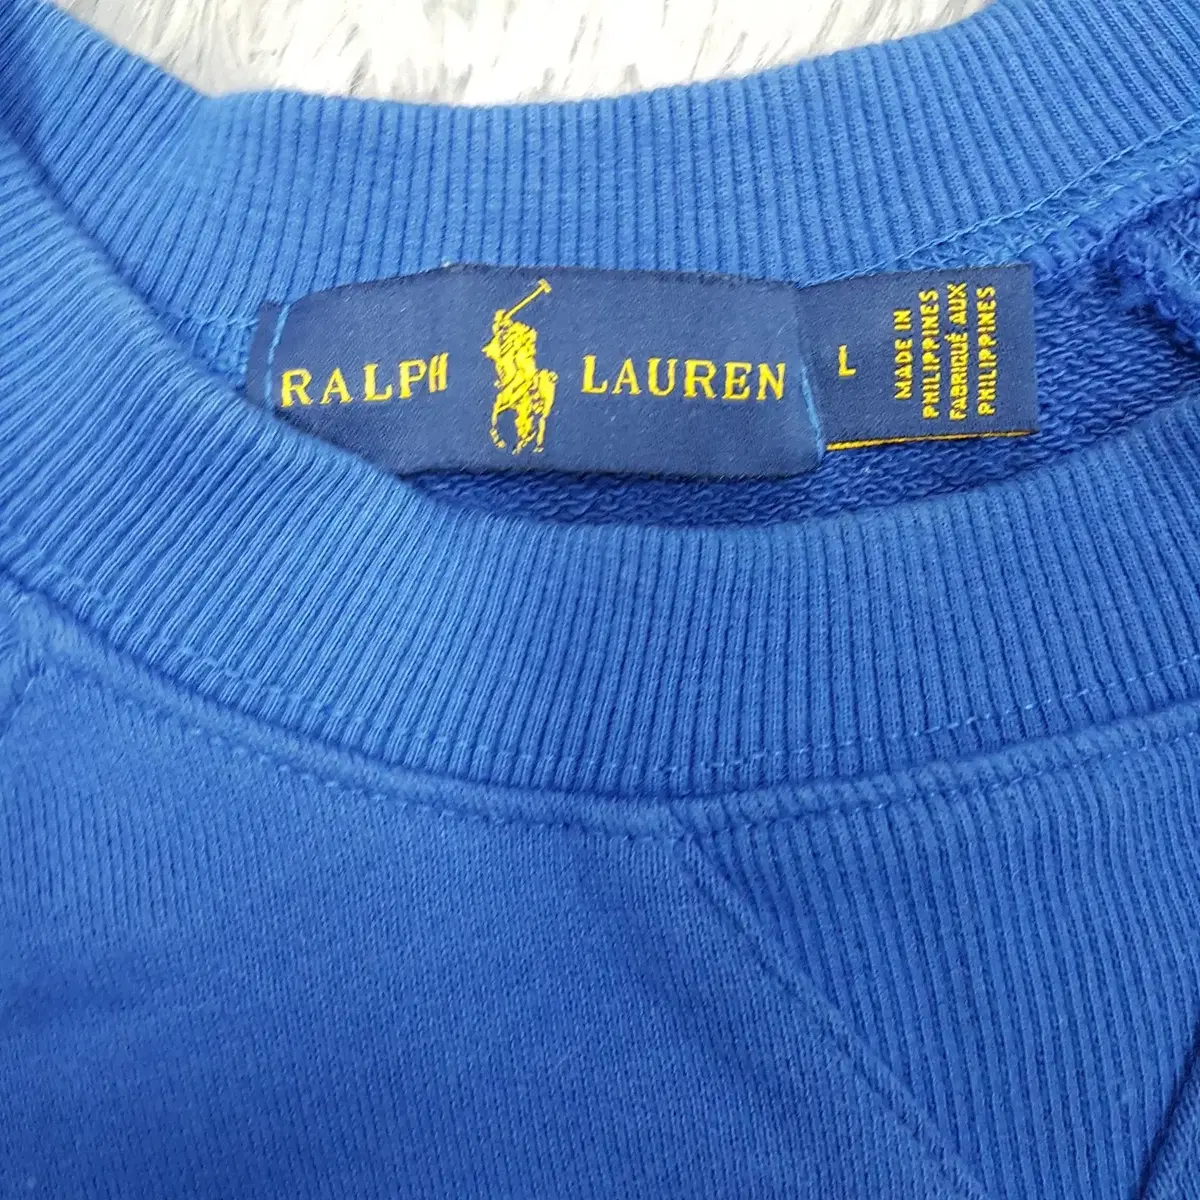 RALPH LAUREN
L
MADE IN
PHILIPPINES
FABRIQUÉ AUX
PHILIPPINES